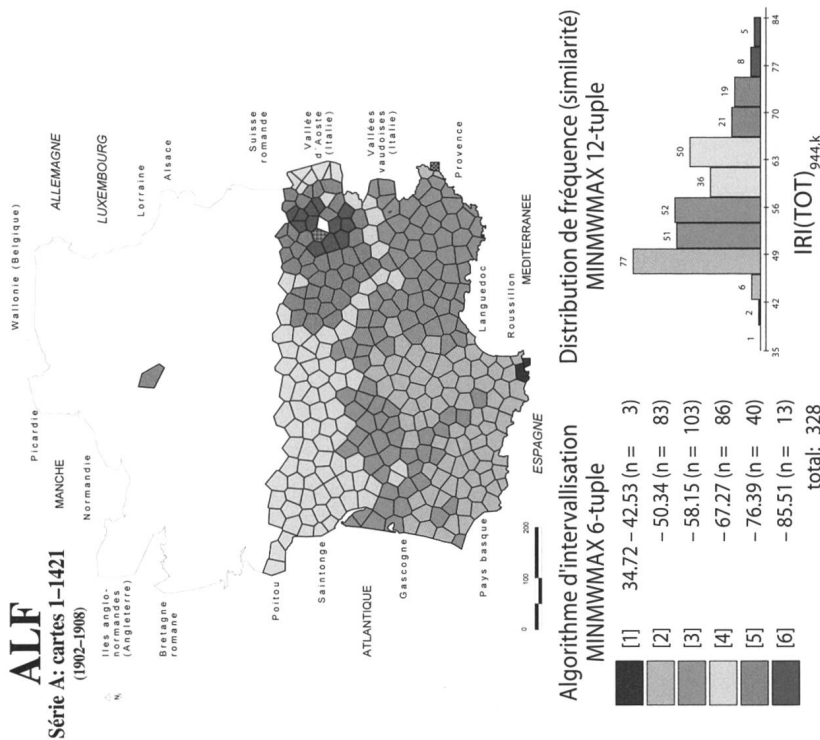 ALF
Série A: cartes 1–1421
(1902–1908)
N
Iles anglo-
normandes
(Angleterre)
Bretagne
romane
MANCHE
Normandie
Picardie
Wallonie (Belgique)
ALLEMAGNE
LUXEMBOURG
Lorraine
Alsace
Suisse
romande
Vallée
d'Aoste
(Italie)
Vallées
vaudoises
(Italie)
Provence
Poitou
Saintonge
ATLANTIQUE
Gascogne
Pays basque
ESPAGNE
Languedoc
Roussillon
MEDITERRANEE
0 100 200
Algorithme d'intervallisation
MINMWMAX 6-tuple
[1] 34.72 – 42.53 (n = 3)
[2] – 50.34 (n = 83)
[3] – 58.15 (n = 103)
[4] – 67.27 (n = 86)
[5] – 76.39 (n = 40)
[6] – 85.51 (n = 13)
total: 328
Distribution de fréquence (similarité)
MINMWMAX 12-tuple
1 2 6 77 51 52 36 50 21 19 8 5
35 42 49 56 63 70 77 84
IRI(TOT)944,k